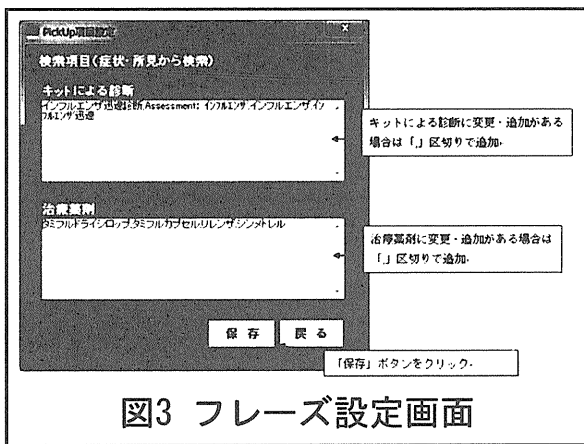 PickUp項目設定
検索項目(症状・所見から検索)
キットによる診断
インフルエンザ迅速診断,Assessment: インフルエンザ,インフルエンザ,イン
フルエンザ迅速
キットによる診断に変更・追加がある
場合は「,」区切りで追加.
治療薬剤
タミフルドライシロップ,タミフルカプセル,リレンザ,シンメトレル
治療薬剤に変更・追加がある場合は
「,」区切りで追加.
保存
戻る
「保存」ボタンをクリック.
図3 フレーズ設定画面